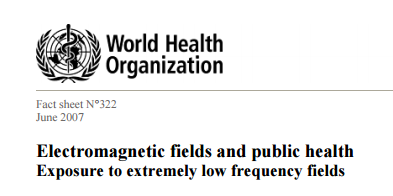 World Health
Organization
Fact sheet N°322
June 2007
Electromagnetic fields and public health
Exposure to extremely low frequency fields